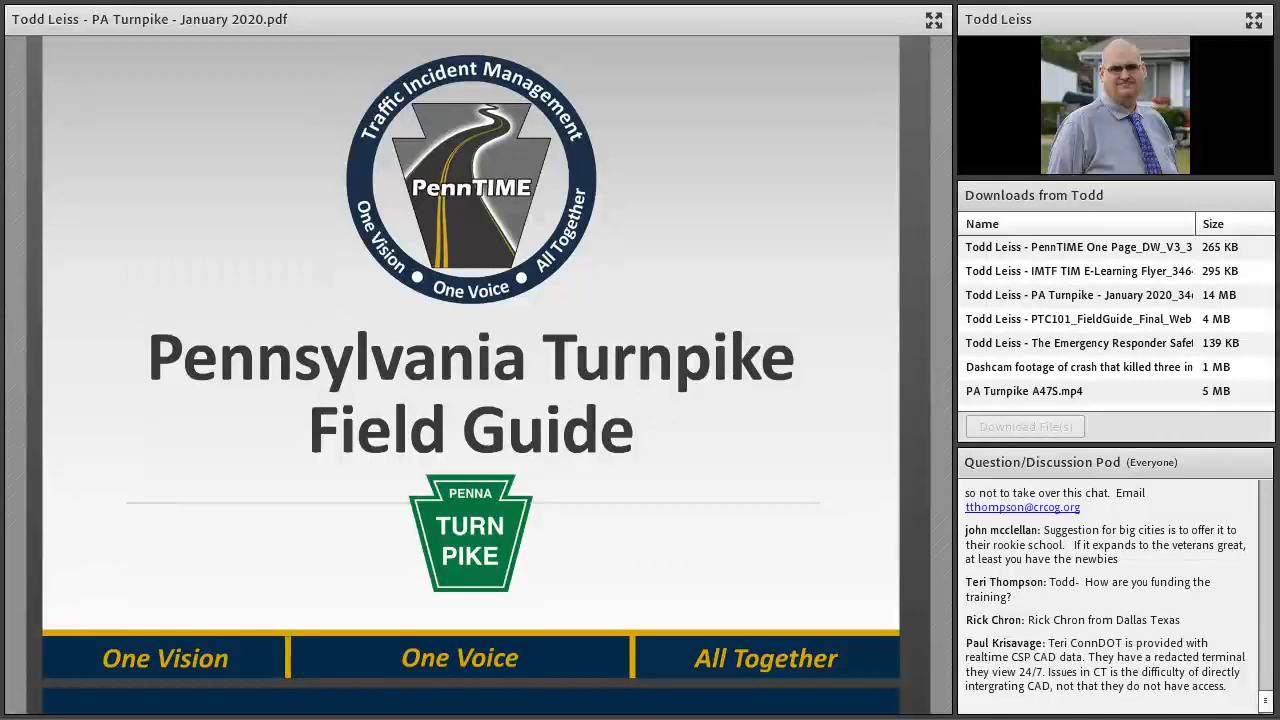 Todd Leiss - PA Turnpike - January 2020.pdf
Traffic Incident Management
PennTIME
One Vision • One Voice • All Together
Pennsylvania Turnpike
Field Guide
PENNA
TURN
PIKE
One Vision
One Voice
All Together
Todd Leiss
Downloads from Todd
Name Size
Todd Leiss - PennTIME One Page_DW_V3_3 265 KB
Todd Leiss - IMTF TIM E-Learning Flyer_346 295 KB
Todd Leiss - PA Turnpike - January 2020_34 14 MB
Todd Leiss - PTC101_FieldGuide_Final_Web 4 MB
Todd Leiss - The Emergency Responder Safe 139 KB
Dashcam footage of crash that killed three in 1 MB
PA Turnpike A47S.mp4 5 MB
Download File(s)
Question/Discussion Pod (Everyone)
so not to take over this chat. Email
tthompson@crcog.org
john mcclellan: Suggestion for big cities is to offer it to
their rookie school. If it expands to the veterans great,
at least you have the newbies
Teri Thompson: Todd- How are you funding the
training?
Rick Chron: Rick Chron from Dallas Texas
Paul Krisavage: Teri ConnDOT is provided with
realtime CSP CAD data. They have a redacted terminal
they view 24/7. Issues in CT is the difficulty of directly
intergrating CAD, not that they do not have access.